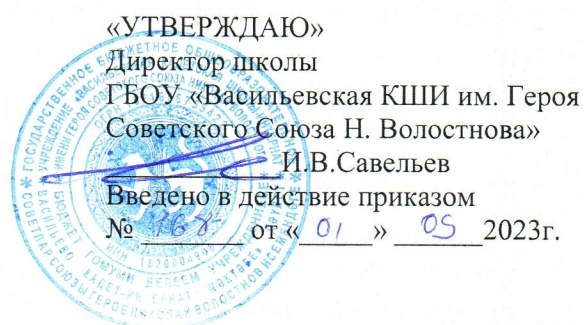 «УТВЕРЖДАЮ»
Директор школы
ГБОУ «Васильевская КШИ им. Героя
Советского Союза Н. Волостнова»
И.В.Савельев
Введено в действие приказом
№ 168 от « 01 » 09 2023г.